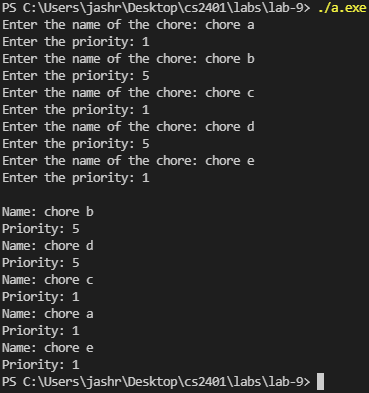 PS C:\Users\jashr\Desktop\cs2401\labs\lab-9> ./a.exe
Enter the name of the chore: chore a
Enter the priority: 1
Enter the name of the chore: chore b
Enter the priority: 5
Enter the name of the chore: chore c
Enter the priority: 1
Enter the name of the chore: chore d
Enter the priority: 5
Enter the name of the chore: chore e
Enter the priority: 1
Name: chore b
Priority: 5
Name: chore d
Priority: 5
Name: chore c
Priority: 1
Name: chore a
Priority: 1
Name: chore e
Priority: 1
PS C:\Users\jashr\Desktop\cs2401\labs\lab-9>